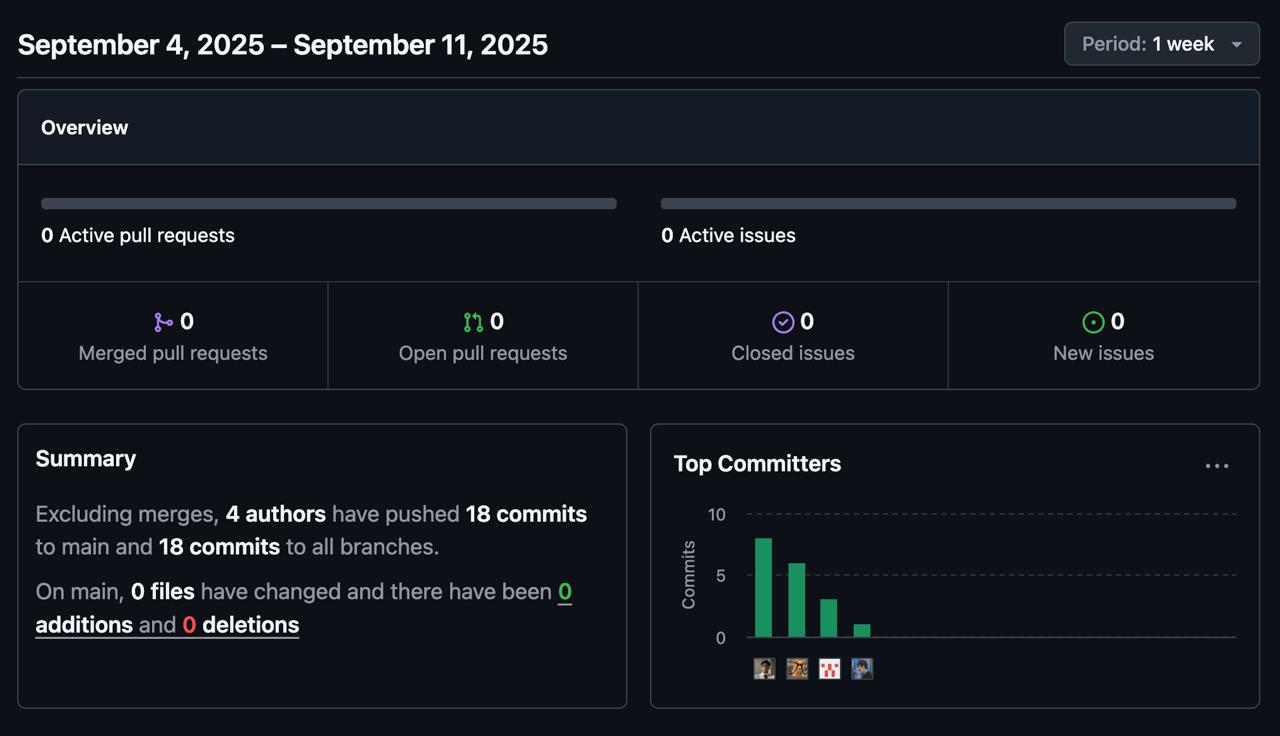 September 4, 2025 – September 11, 2025
Period: 1 week
Overview
0 Active pull requests
0 Active issues
0
Merged pull requests
0
Open pull requests
0
Closed issues
0
New issues
Summary
Excluding merges, 4 authors have pushed 18 commits
to main and 18 commits to all branches.
On main, 0 files have changed and there have been 0
additions and 0 deletions
Top Committers
Commits
10
5
0